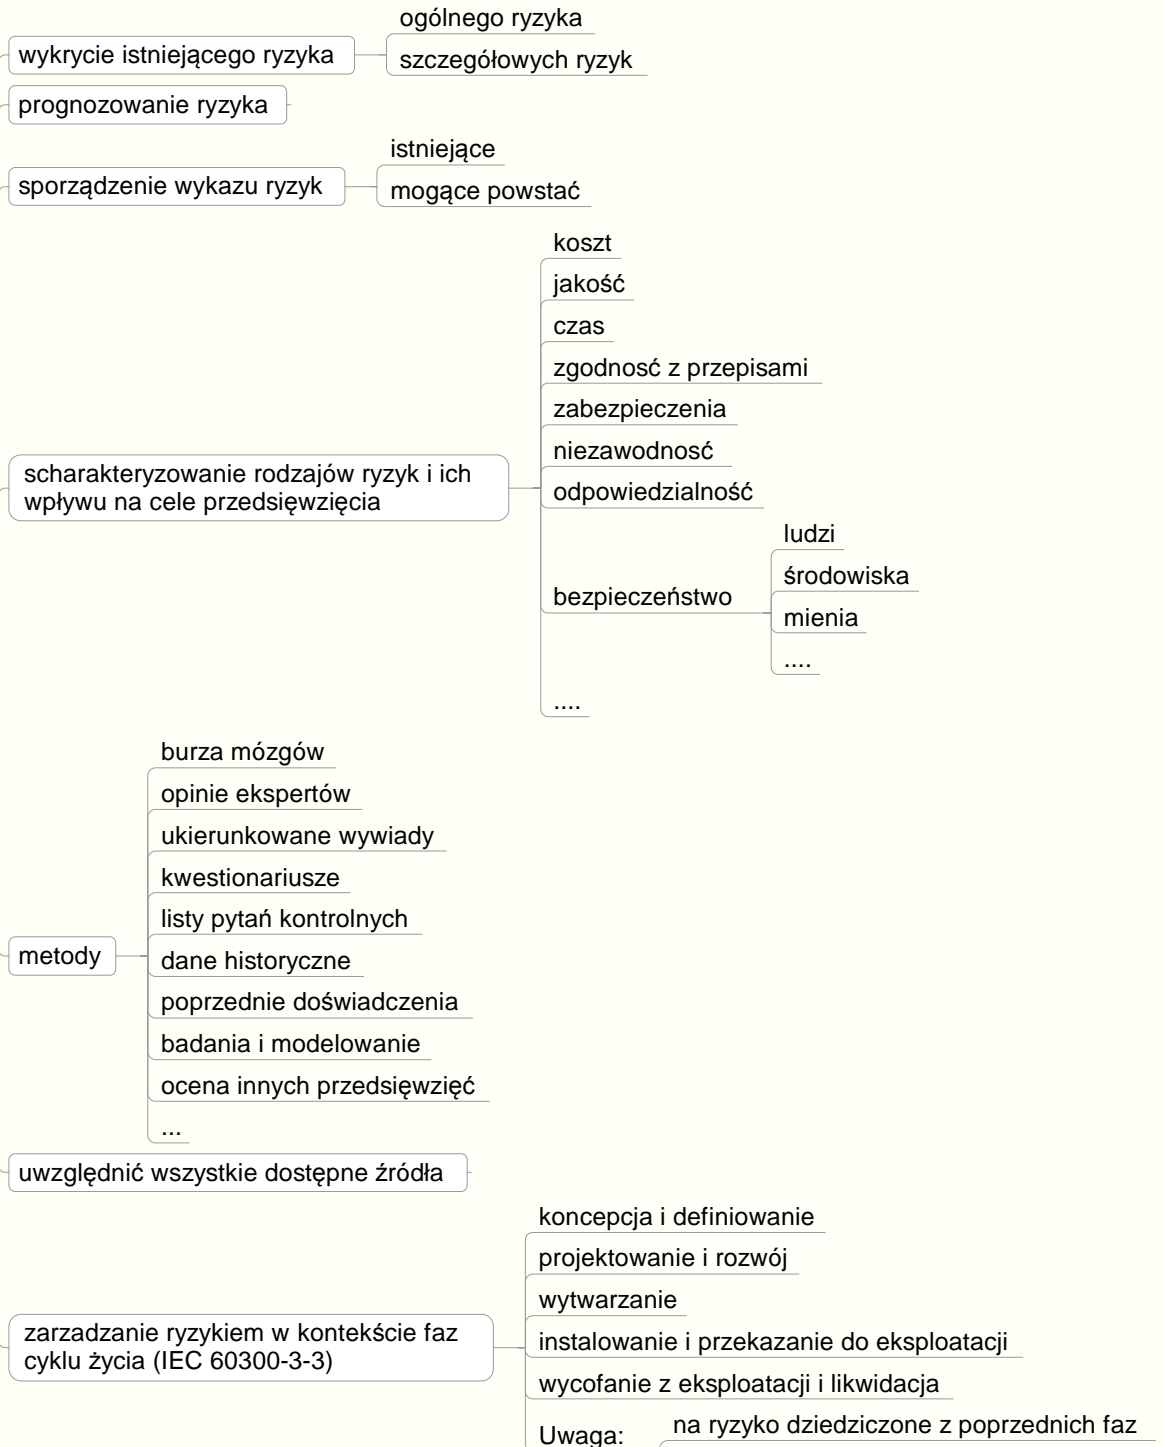 ogólnego ryzyka
wykrycie istniejącego ryzyka
szczegółowych ryzyk
prognozowanie ryzyka
istniejące
sporządzenie wykazu ryzyk
mogące powstać
koszt
jakość
czas
zgodnosć z przepisami
zabezpieczenia
niezawodnosć
scharakteryzowanie rodzajów ryzyk i ich
wpływu na cele przedsięwzięcia
odpowiedzialność
ludzi
środowiska
bezpieczeństwo
mienia
....
....
burza mózgów
opinie ekspertów
ukierunkowane wywiady
kwestionariusze
listy pytań kontrolnych
metody
dane historyczne
poprzednie doświadczenia
badania i modelowanie
ocena innych przedsięwzięć
...
uwzględnić wszystkie dostępne źródła
koncepcja i definiowanie
projektowanie i rozwój
wytwarzanie
zarzadzanie ryzykiem w kontekście faz
cyklu życia (IEC 60300-3-3)
instalowanie i przekazanie do eksploatacji
wycofanie z eksploatacji i likwidacja
Uwaga:
na ryzyko dziedziczone z poprzednich faz